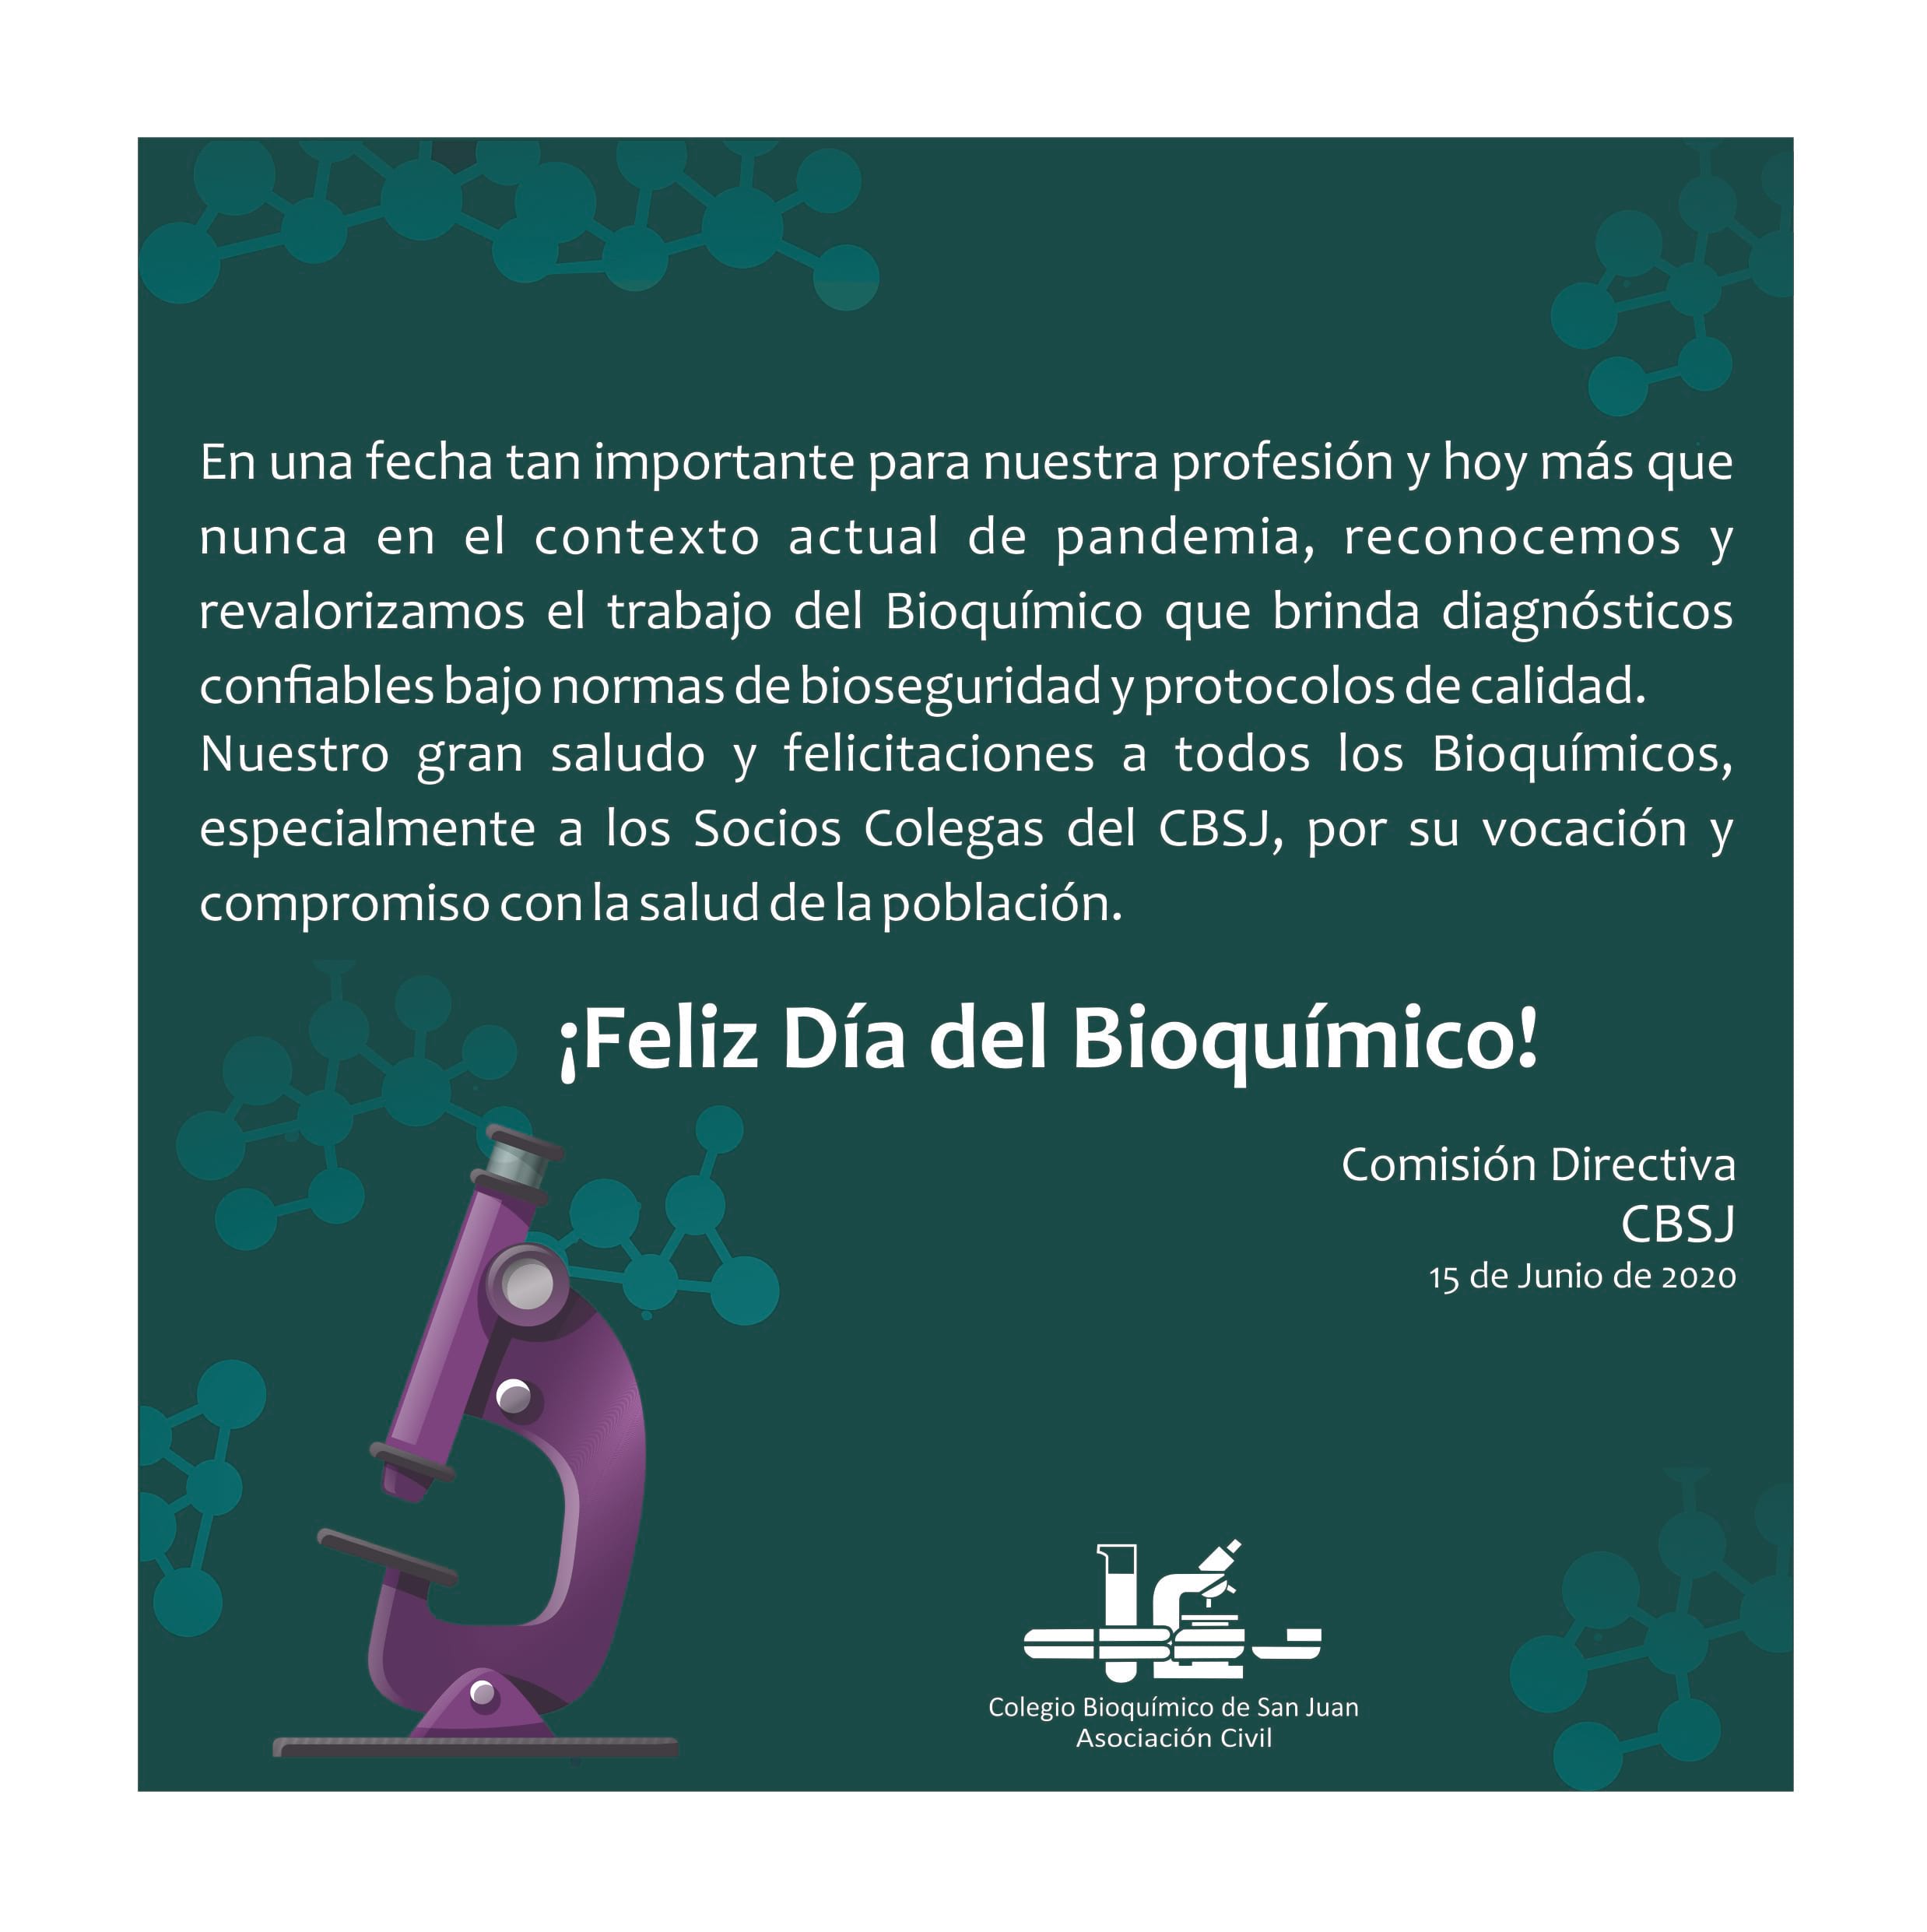 En una fecha tan importante para nuestra profesión y hoy más que
nunca en el contexto actual de pandemia, reconocemos y
revalorizamos el trabajo del Bioquímico que brinda diagnósticos
confiables bajo normas de bioseguridad y protocolos de calidad.
Nuestro gran saludo y felicitaciones a todos los Bioquímicos,
especialmente a los Socios Colegas del CBSJ, por su vocación y
compromiso con la salud de la población.
¡Feliz Día del Bioquímico!
Comisión Directiva
CBSJ
15 de Junio de 2020
Colegio Bioquímico de San Juan
Asociación Civil